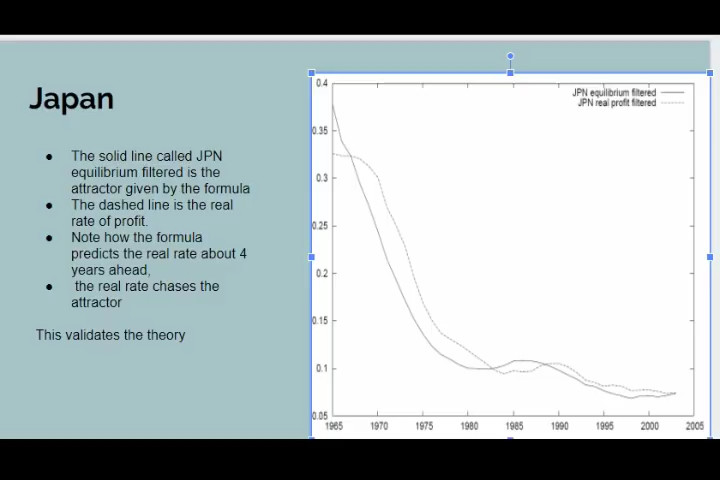 Japan
● The solid line called JPN
equilibrium filtered is the
attractor given by the formula
● The dashed line is the real
rate of profit.
● Note how the formula
predicts the real rate about 4
years ahead,
● the real rate chases the
attractor
This validates the theory
JPN equilibrium filtered
JPN real profit filtered
0.4
0.35
0.3
0.25
0.2
0.15
0.1
0.05
1965 1970 1975 1980 1985 1990 1995 2000 2005